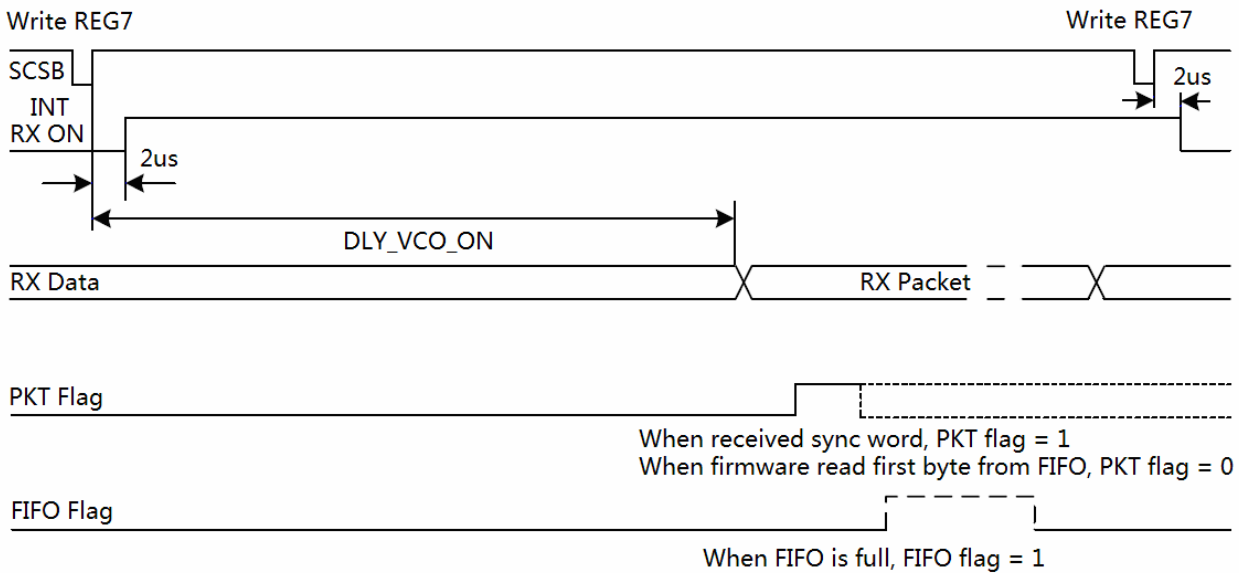 Write REG7
Write REG7
SCSB
2us
INT
RX ON
2us
DLY_VCO_ON
RX Data
RX Packet
PKT Flag
When received sync word, PKT flag = 1
When firmware read first byte from FIFO, PKT flag = 0
FIFO Flag
When FIFO is full, FIFO flag = 1